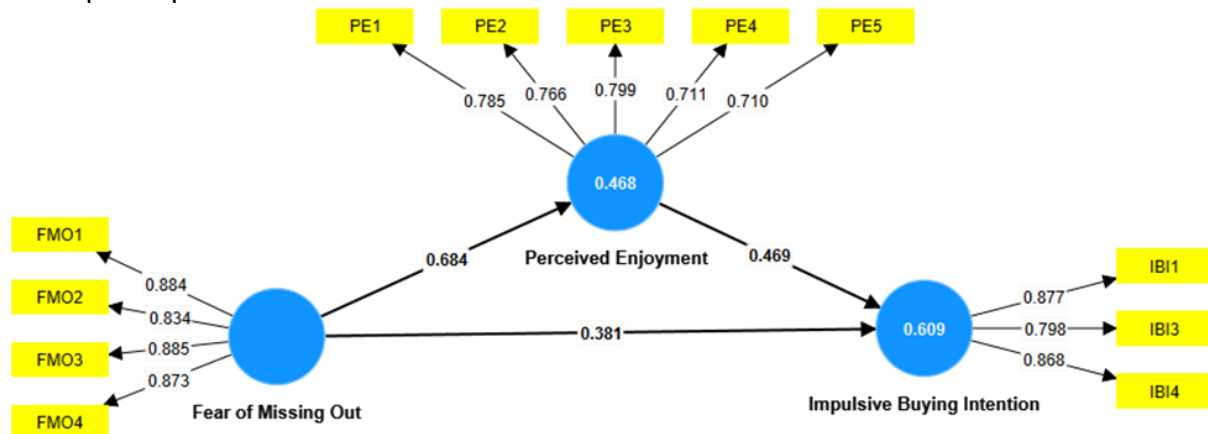 PE1 PE2 PE3 PE4 PE5
0.785 0.766 0.799 0.711 0.710
0.468
Perceived Enjoyment
FMO1
FMO2
FMO3
FMO4
0.884
0.834
0.885
0.873
Fear of Missing Out
0.684
0.469
0.381
0.609
Impulsive Buying Intention
0.877
0.798
0.868
IBI1
IBI3
IBI4